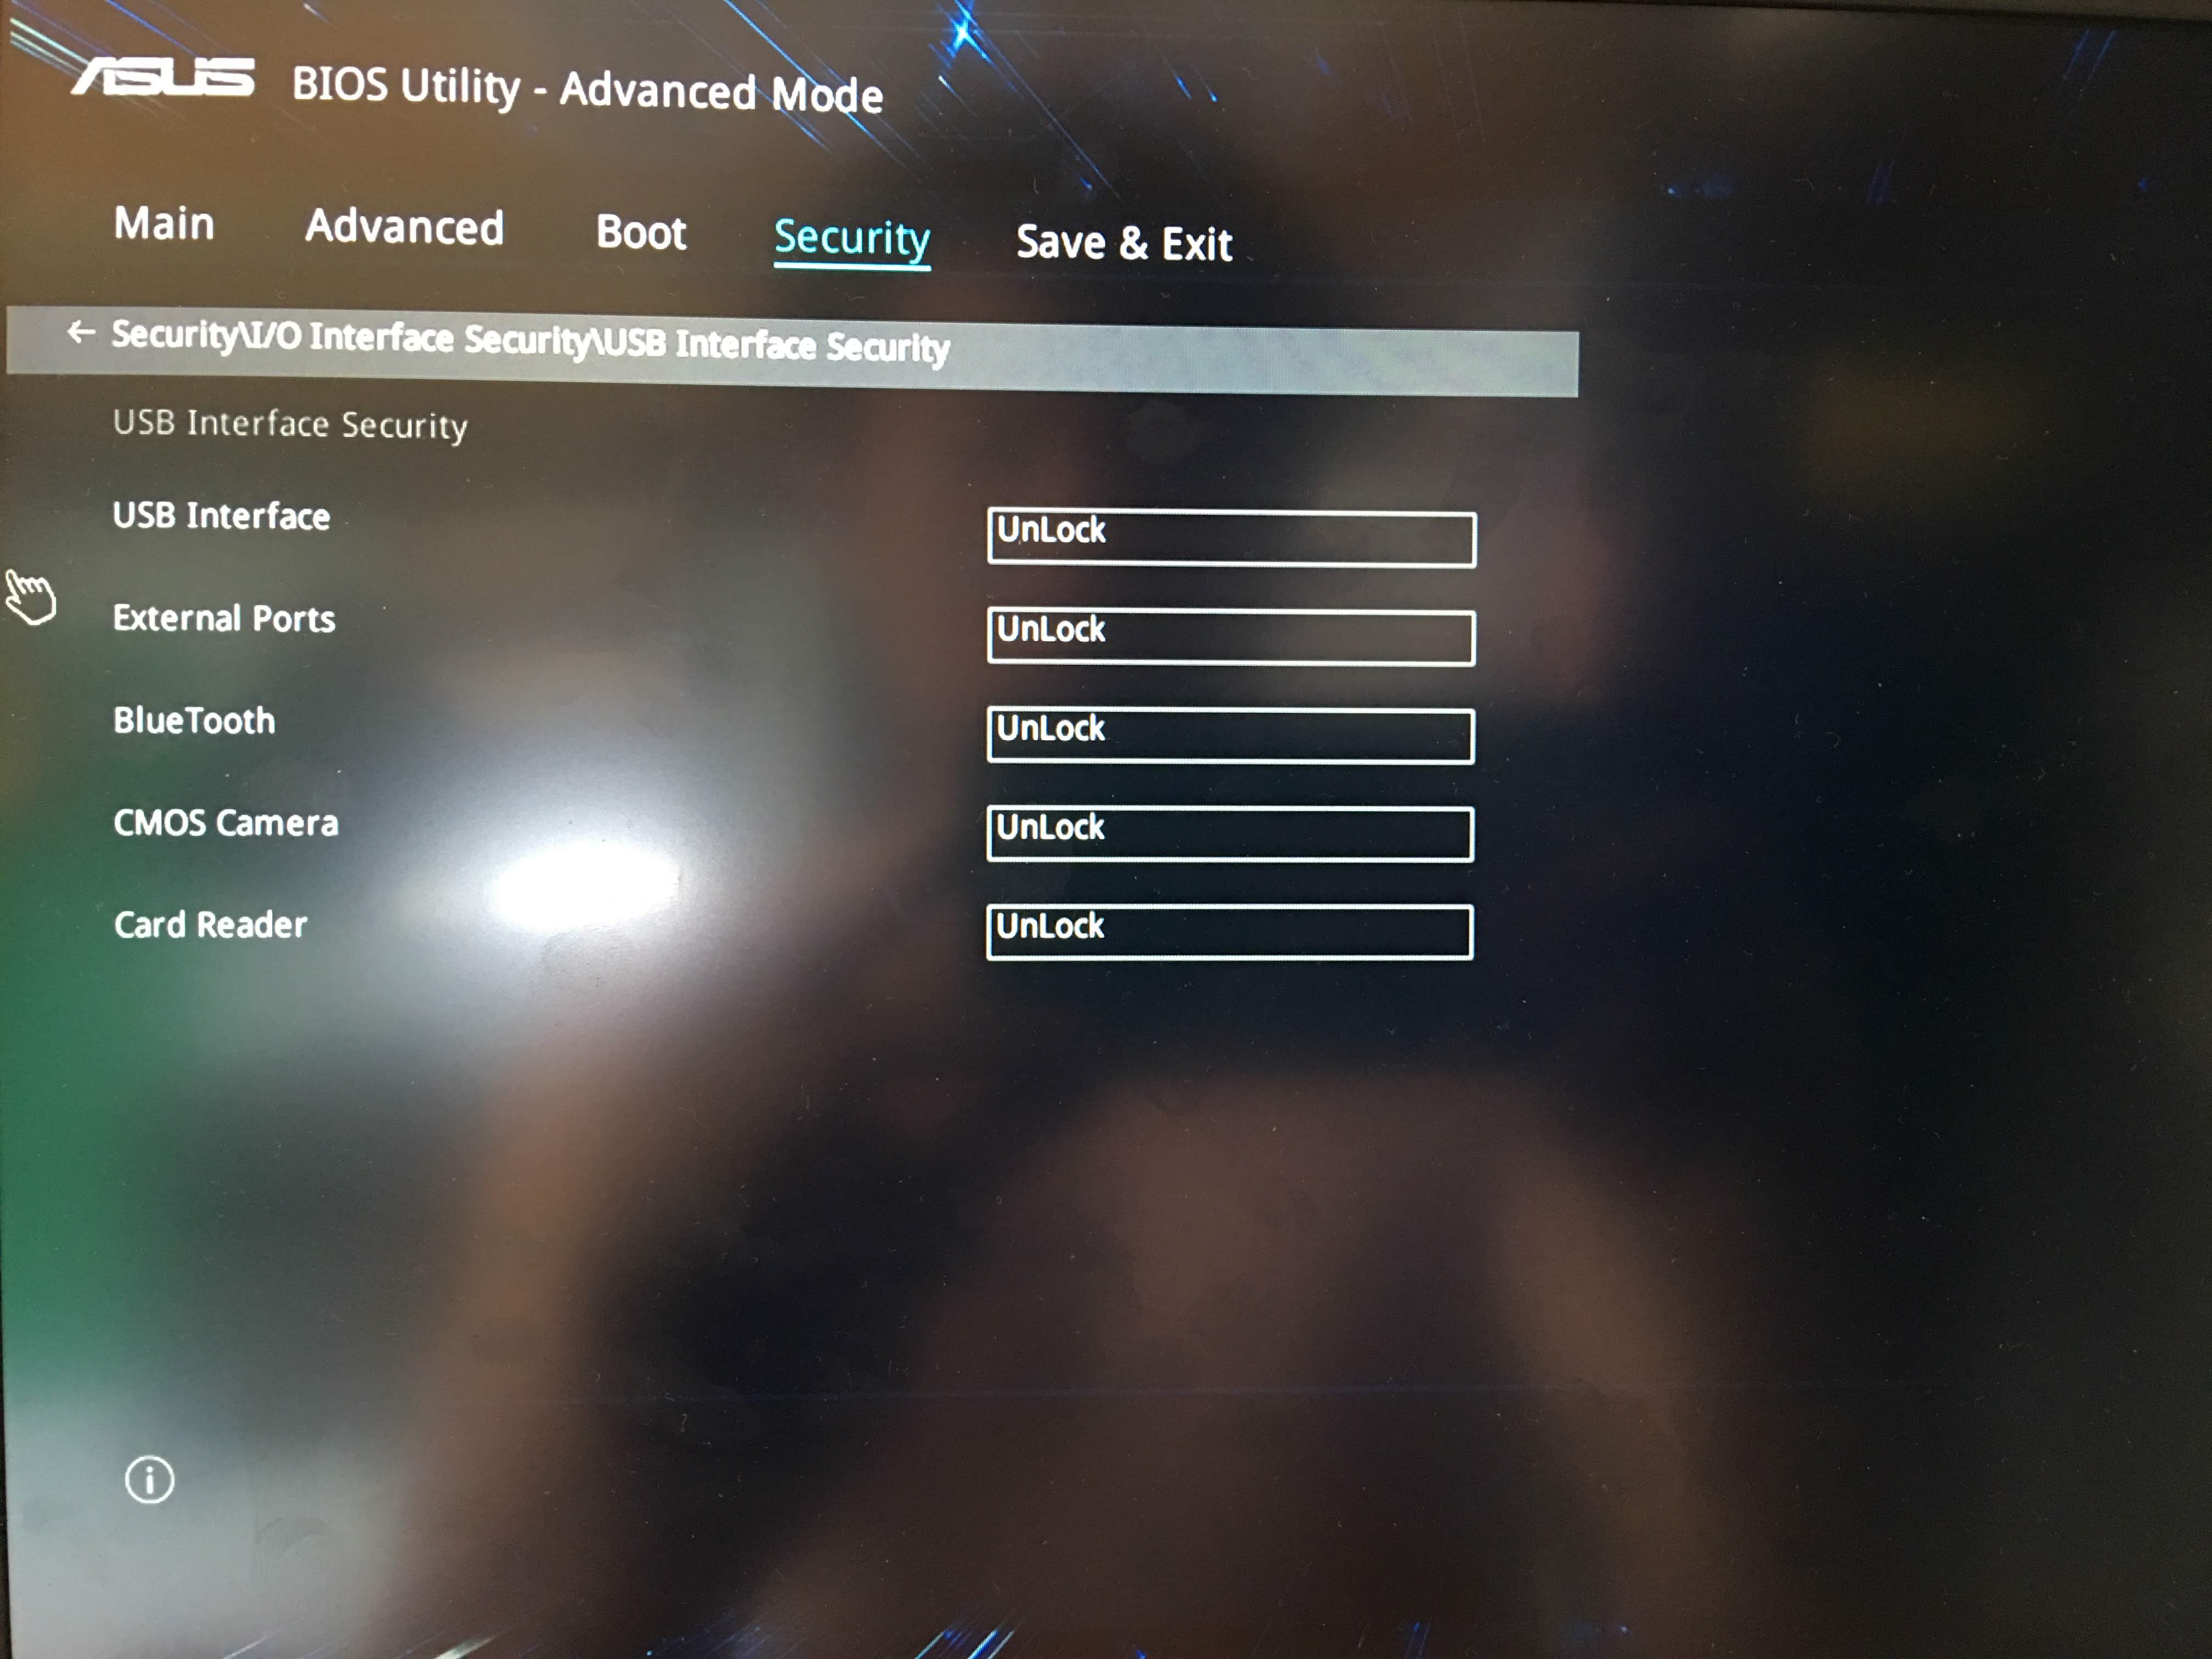 ASUS BIOS Utility - Advanced Mode
Main Advanced Boot Security Save & Exit
← Security\I/O Interface Security\USB Interface Security
USB Interface Security
USB Interface UnLock
External Ports UnLock
BlueTooth UnLock
CMOS Camera UnLock
Card Reader UnLock
i